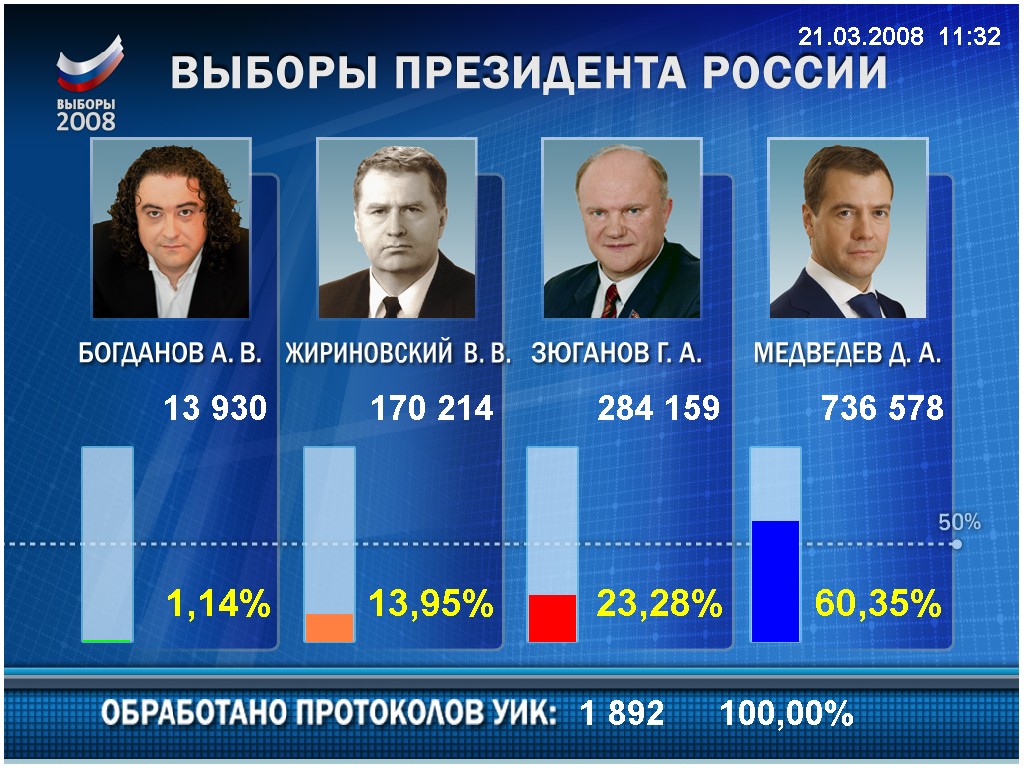 21.03.2008 11:32
ВЫБОРЫ ПРЕЗИДЕНТА РОССИИ
ВЫБОРЫ
2008
БОГДАНОВ А. В. ЖИРИНОВСКИЙ В. В. ЗЮГАНОВ Г. А. МЕДВЕДЕВ Д. А.
13 930 170 214 284 159 736 578
50%
1,14% 13,95% 23,28% 60,35%
ОБРАБОТАНО ПРОТОКОЛОВ УИК: 1 892 100,00%